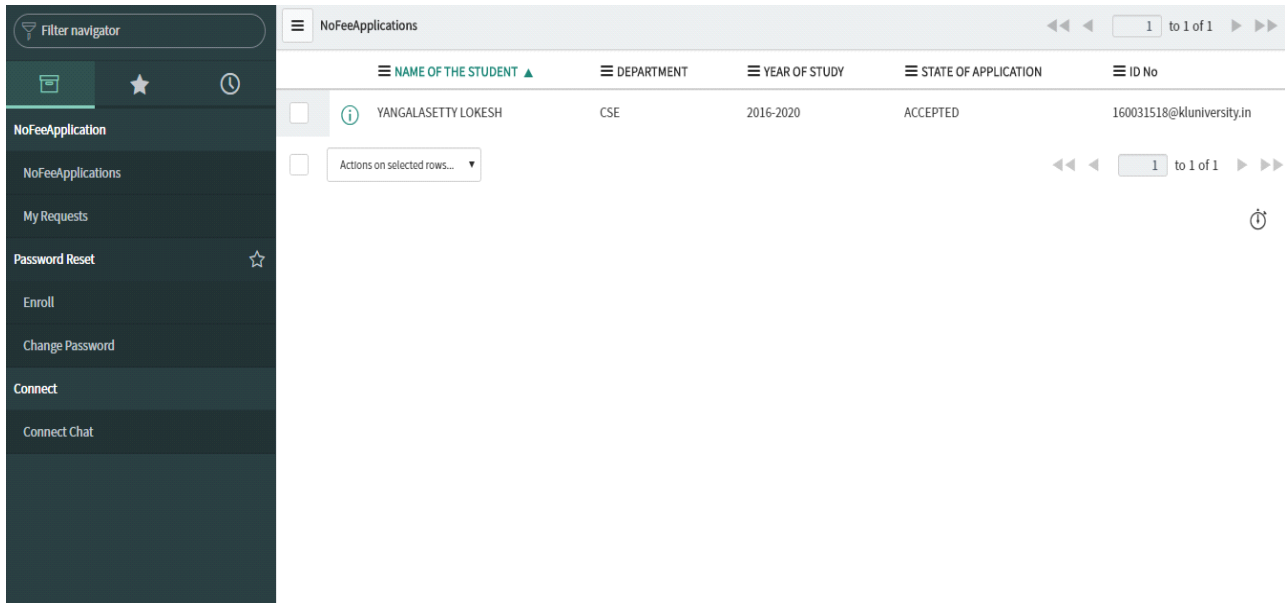 Filter navigator
NoFeeApplication
NoFeeApplications
My Requests
Password Reset
Enroll
Change Password
Connect
Connect Chat
NoFeeApplications 1 to 1 of 1
NAME OF THE STUDENT ▲ DEPARTMENT YEAR OF STUDY STATE OF APPLICATION ID No
YANGALASETTY LOKESH CSE 2016-2020 ACCEPTED 160031518@kluniversity.in
Actions on selected rows... ▼ 1 to 1 of 1